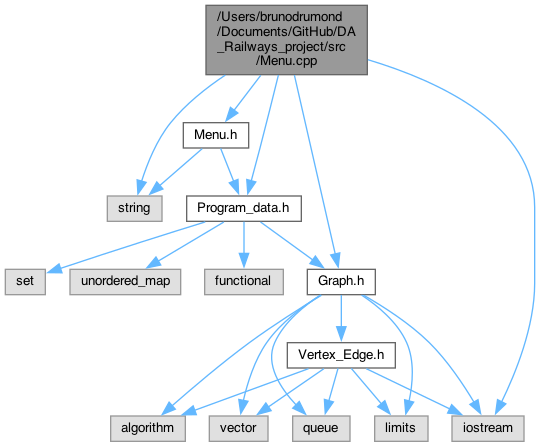 /Users/brunodrumond
/Documents/GitHub/DA
_Railways_project/src
/Menu.cpp
Menu.h
string
Program_data.h
set
unordered_map
functional
Graph.h
Vertex_Edge.h
algorithm
vector
queue
limits
iostream